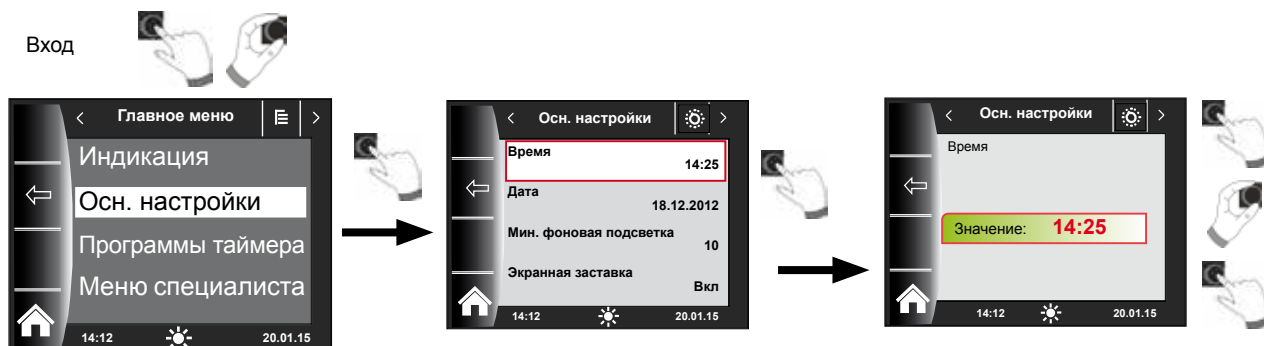 Вход
Главное меню
Индикация
Осн. настройки
Программы таймера
Меню специалиста
14:12 20.01.15
Осн. настройки
Время
14:25
Дата
18.12.2012
Мин. фоновая подсветка
10
Экранная заставка
Вкл
14:12 20.01.15
Осн. настройки
Время
Значение: 14:25
14:12 20.01.15